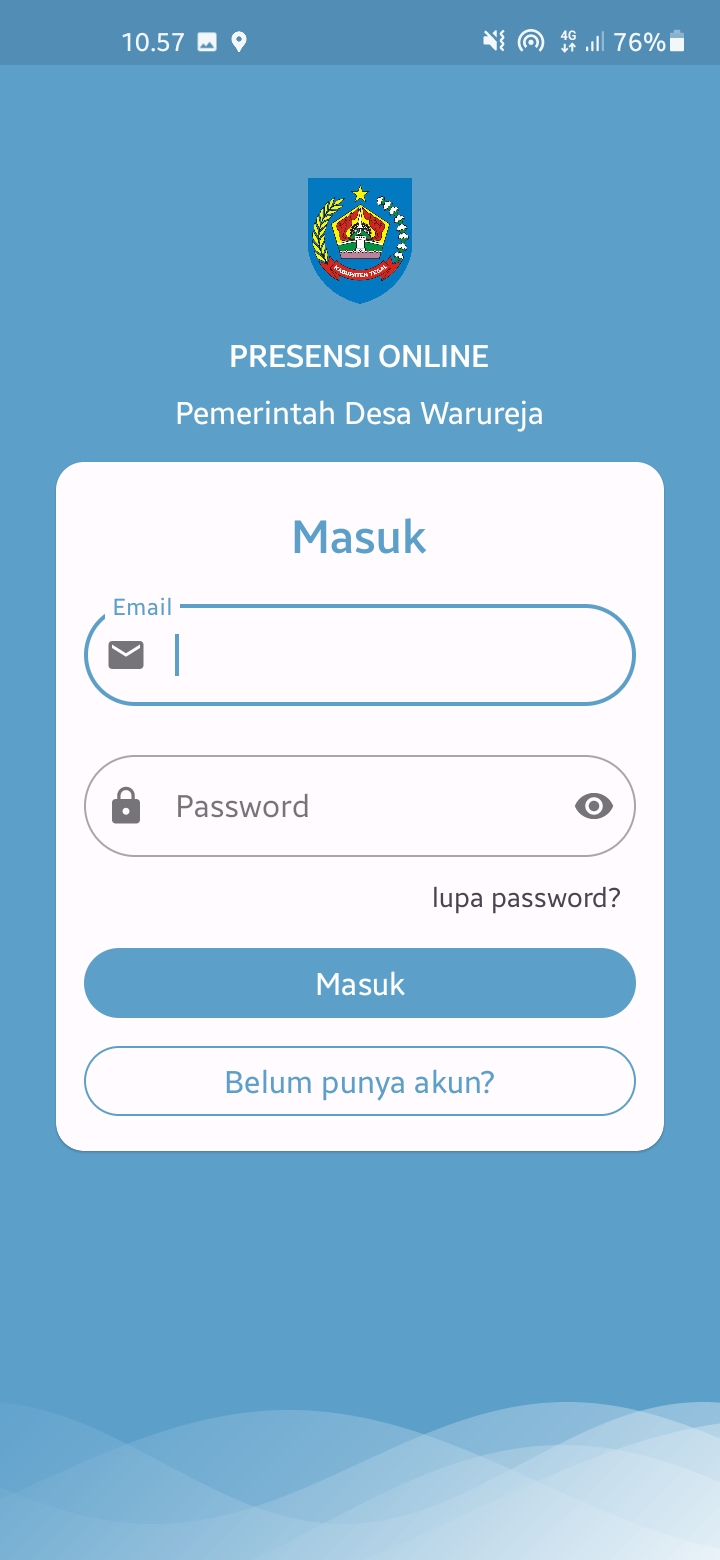 10.57
4G
76%
KABUPATEN TEGAL
PRESENSI ONLINE
Pemerintah Desa Warureja
Masuk
Email
Password
lupa password?
Masuk
Belum punya akun?